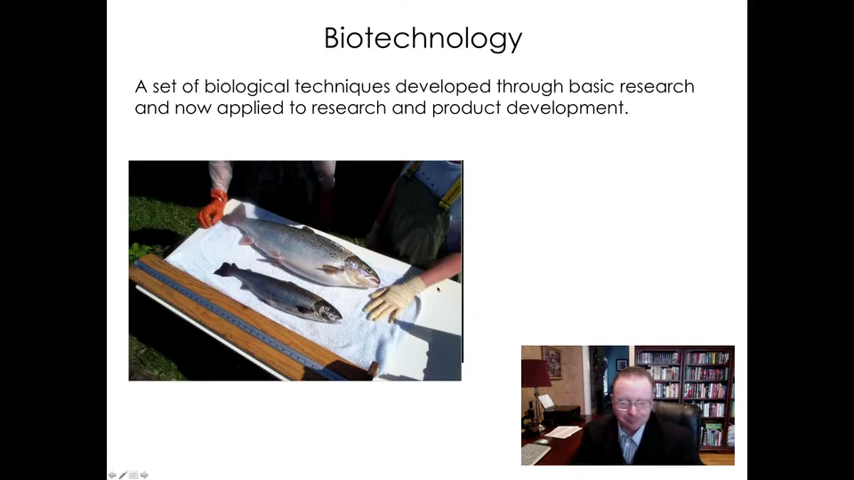 Biotechnology
A set of biological techniques developed through basic research
and now applied to research and product development.